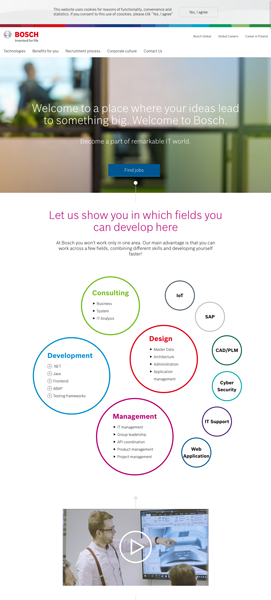 This website uses cookies for reasons of functionality, convenience and
statistics. If you consent to this use of coockies, please clik "Yes, I agree"
Yes, I agree
BOSCH
Invented for life
Bosch Global
Global Careers
Career in Poland
Technologies
Benefits for you
Recruitment process
Corporate culture
Contact Us
Welcome to a place where your ideas lead
to something big. Welcome to Bosch.
Become a part of remarkable IT world.
Find jobs
Let us show you in which fields you
can develop here
At Bosch you won't work only in one area. Our main advantage is that you can
work across a few fields, combining different skills and developing yourself
faster!
Consulting
Business
System
IT Analysis
IoT
SAP
Design
Master Data
Architecture
Administration
Application
management
CAD/PLM
Development
.NET
Java
Frontend
ABAP
Testing frameworks
Cyber
Security
Management
IT management
Group leadership
API coordination
Product management
Project management
IT Support
Web
Application